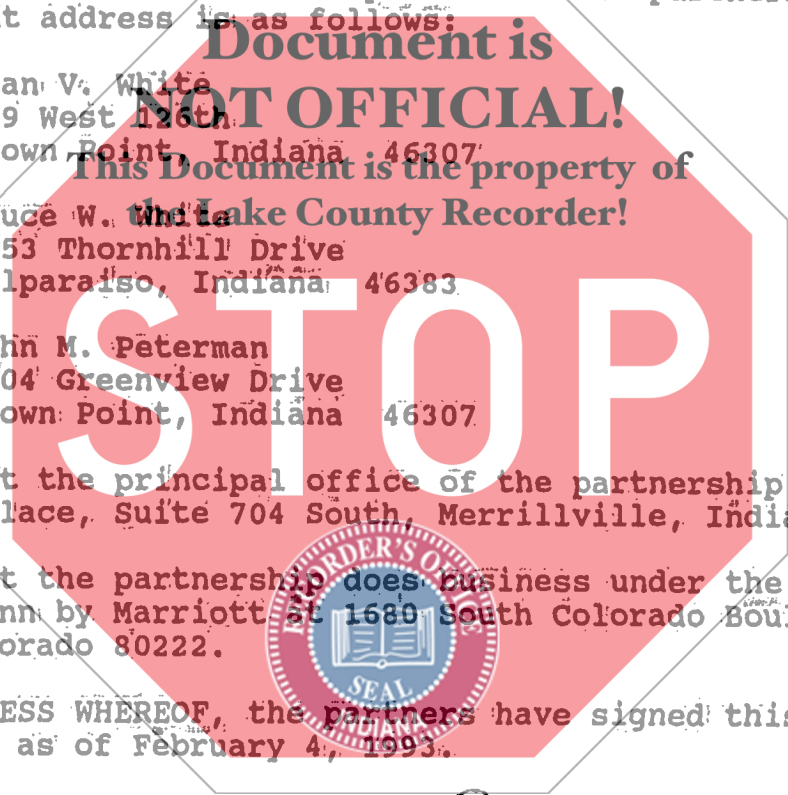 t address is as follows:
Document is
an V. White
NOT OFFICIAL!
9 West 126th
own Point, Indiana 46307
This Document is the property of
the Lake County Recorder!
uce W. White
53 Thornhill Drive
lparaiso, Indiana 46383
STOP
hn M. Peterman
04 Greenview Drive
own Point, Indiana 46307
t the principal office of the partnership
lace, Suite 704 South, Merrillville, India
RECORDER'S OFFICE
t the partnership does business under the
nn by Marriott at 1680 South Colorado Boul
orado 80222.
SEAL
INDIANA
ESS WHEREOF, the partners have signed this
as of February 4, 1993.